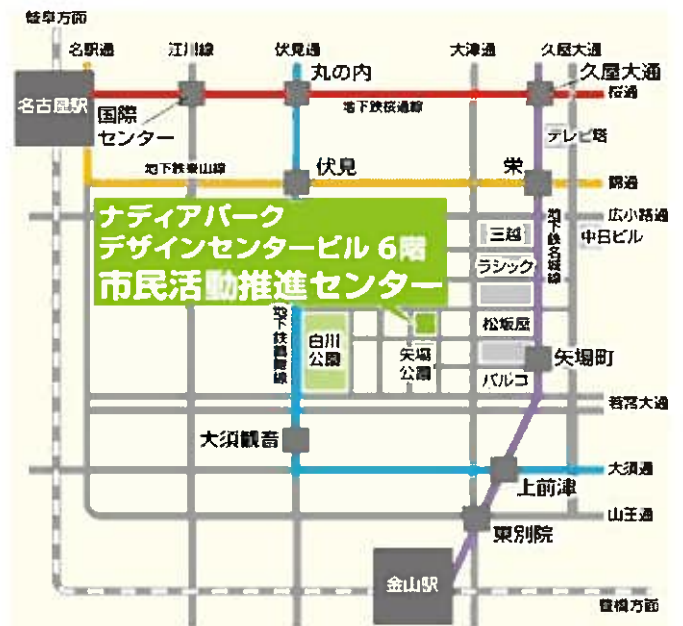 岐阜方面
名駅通
江川線
伏見通
大津通
久屋大通
丸の内
久屋大通
名古屋駅
国際
センター
地下鉄桜通線
桜通
テレビ塔
地下鉄東山線
伏見
栄
錦通
ナディアパーク
デザインセンタービル 6階
市民活動推進センター
広小路通
三越
地下鉄名城線
中日ビル
ラシック
地下鉄鶴舞線
白川
公園
矢場
公園
松坂屋
矢場町
パルコ
若宮大通
大須観音
大須通
上前津
山王通
東別院
金山駅
豊橋方面